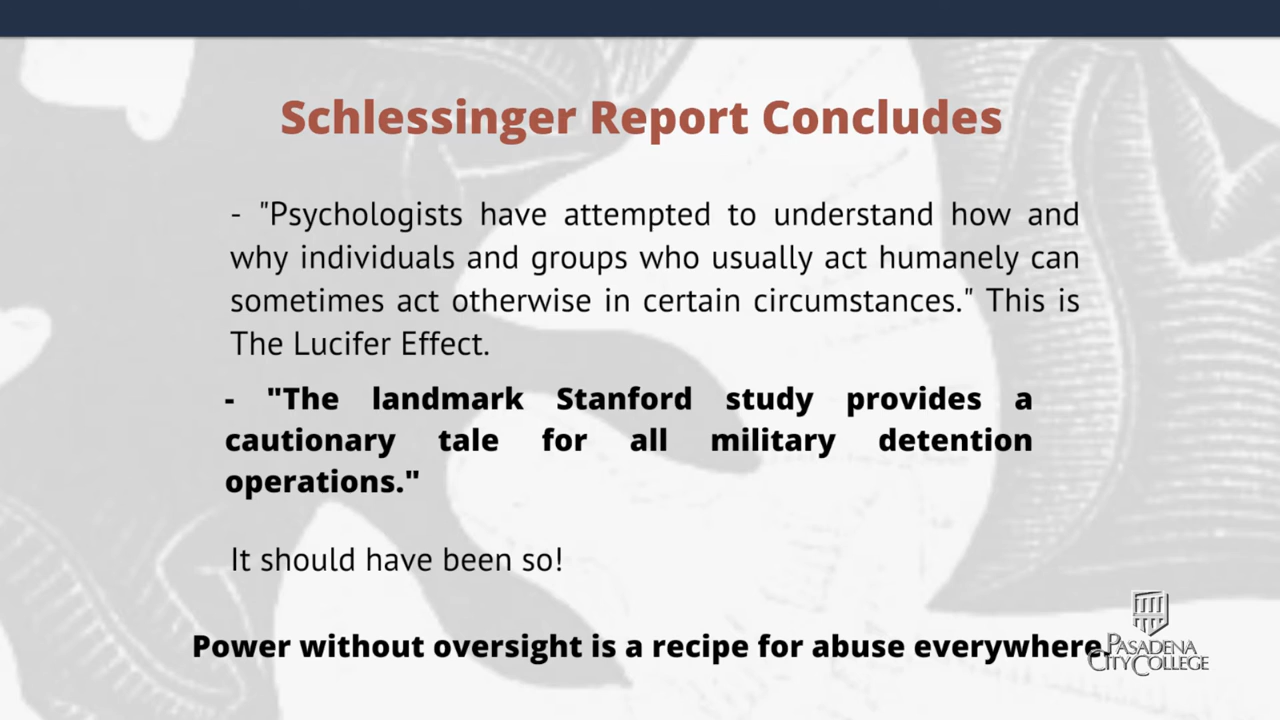 Schlessinger Report Concludes
- "Psychologists have attempted to understand how and
why individuals and groups who usually act humanely can
sometimes act otherwise in certain circumstances." This is
The Lucifer Effect.
- "The landmark Stanford study provides a
cautionary tale for all military detention
operations."
It should have been so!
Power without oversight is a recipe for abuse everywhere.
PASADENA
CITYCOLLEGE